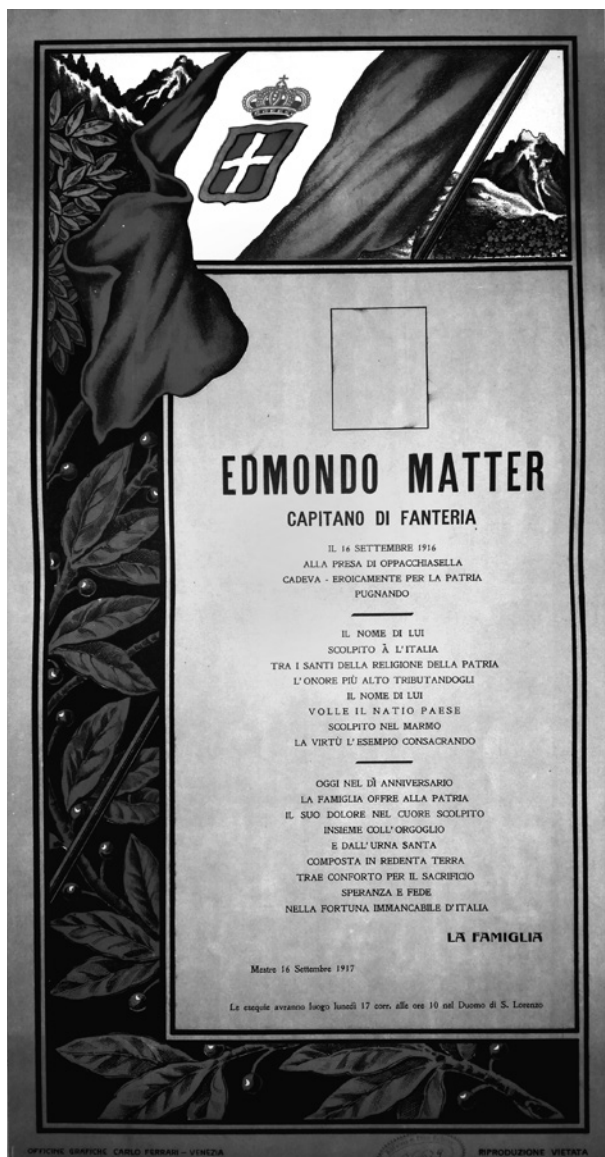 EDMONDO MATTER
CAPITANO DI FANTERIA
IL 16 SETTEMBRE 1916
ALLA PRESA DI OPPACCHIASELLA
CADEVA - EROICAMENTE PER LA PATRIA
PUGNANDO
IL NOME DI LUI
SCOLPITO À L'ITALIA
TRA I SANTI DELLA RELIGIONE DELLA PATRIA
L'ONORE PIÙ ALTO TRIBUTANDOGLI
IL NOME DI LUI
VOLLE IL NATIO PAESE
SCOLPITO NEL MARMO
LA VIRTÙ L'ESEMPIO CONSACRANDO
OGGI NEL DÌ ANNIVERSARIO
LA FAMIGLIA OFFRE ALLA PATRIA
IL SUO DOLORE NEL CUORE SCOLPITO
INSIEME COLL'ORGOGLIO
E DALL'URNA SANTA
COMPOSTA IN REDENTA TERRA
TRAE CONFORTO PER IL SACRIFICIO
SPERANZA E FEDE
NELLA FORTUNA IMMANCABILE D'ITALIA
LA FAMIGLIA
Mestre 16 Settembre 1917
Le esequie avranno luogo lunedì 17 corr. alle ore 10 nel Duomo di S. Lorenzo
OFFICINE GRAFICHE CARLO FERRARI - VENEZIA
RIPRODUZIONE VIETATA